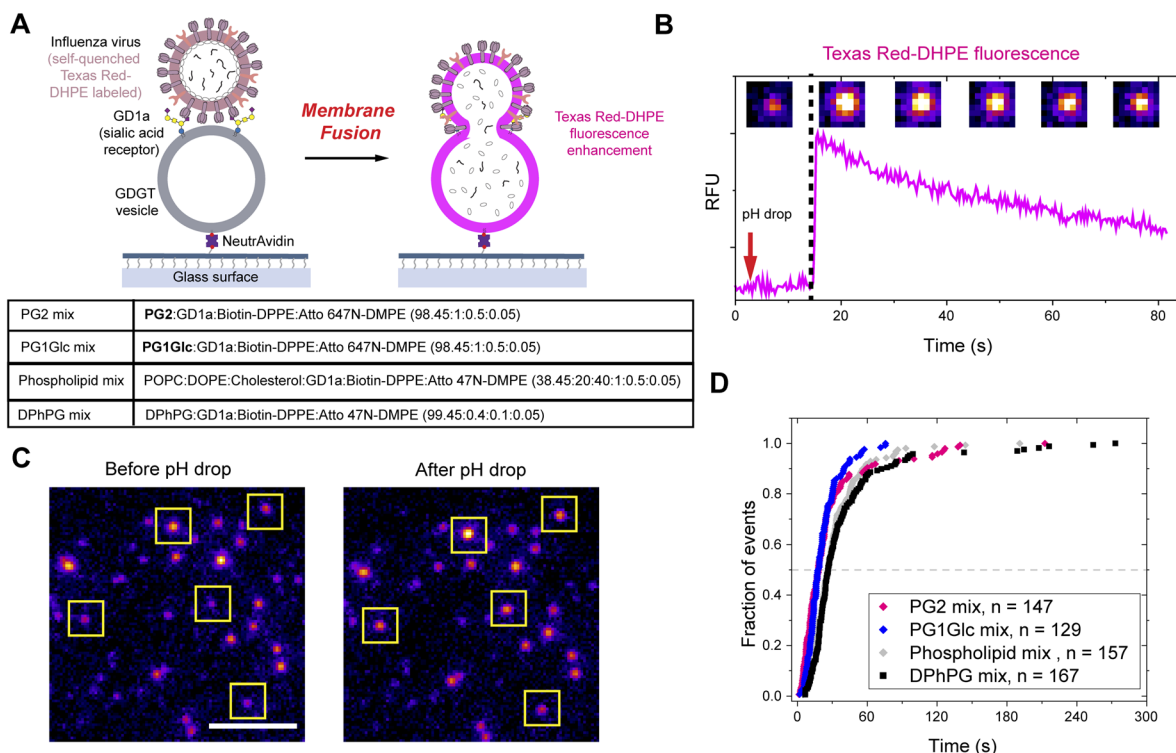 A
Influenza virus
(self-quenched
Texas Red-
DHPE labeled)
GD1a
(sialic acid
receptor)
GDGT
vesicle
Membrane
Fusion
Texas Red-DHPE
fluorescence
enhancement
NeutrAvidin
Glass surface
PG2 mix PG2:GD1a:Biotin-DPPE:Atto 647N-DMPE (98.45:1:0.5:0.05)
PG1Glc mix PG1Glc:GD1a:Biotin-DPPE:Atto 647N-DMPE (98.45:1:0.5:0.05)
Phospholipid mix POPC:DOPE:Cholesterol:GD1a:Biotin-DPPE:Atto 47N-DMPE (38.45:20:40:1:0.5:0.05)
DPhPG mix DPhPG:GD1a:Biotin-DPPE:Atto 47N-DMPE (99.45:0.4:0.1:0.05)
B
Texas Red-DHPE fluorescence
RFU
pH drop
0 20 40 60 80
Time (s)
C
Before pH drop
After pH drop
D
Fraction of events
1.0
0.8
0.6
0.4
0.2
0.0
PG2 mix, n = 147
PG1Glc mix, n = 129
Phospholipid mix , n = 157
DPhPG mix, n = 167
0 60 120 180 240 300
Time (s)